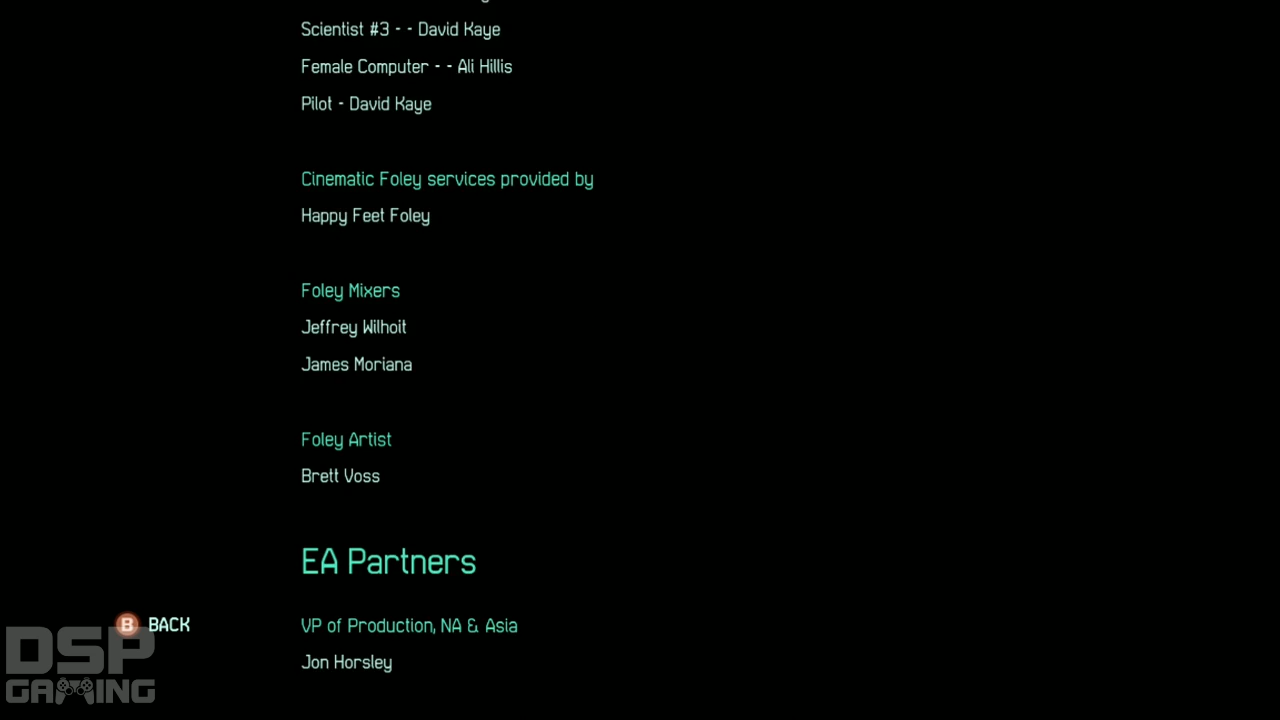 Scientist #3 - - David Kaye
Female Computer - - Ali Hillis
Pilot - David Kaye
Cinematic Foley services provided by
Happy Feet Foley
Foley Mixers
Jeffrey Wilhoit
James Moriana
Foley Artist
Brett Voss
EA Partners
B BACK
VP of Production, NA & Asia
Jon Horsley
DSP
GAMING